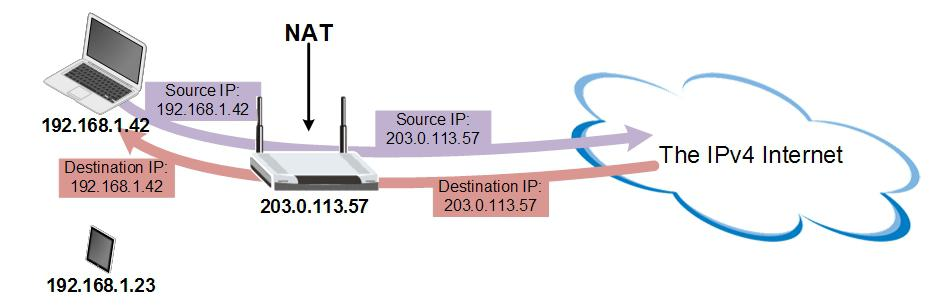 NAT
Source IP:
192.168.1.42
192.168.1.42
Source IP:
203.0.113.57
The IPv4 Internet
Destination IP:
192.168.1.42
Destination IP:
203.0.113.57
203.0.113.57
192.168.1.23